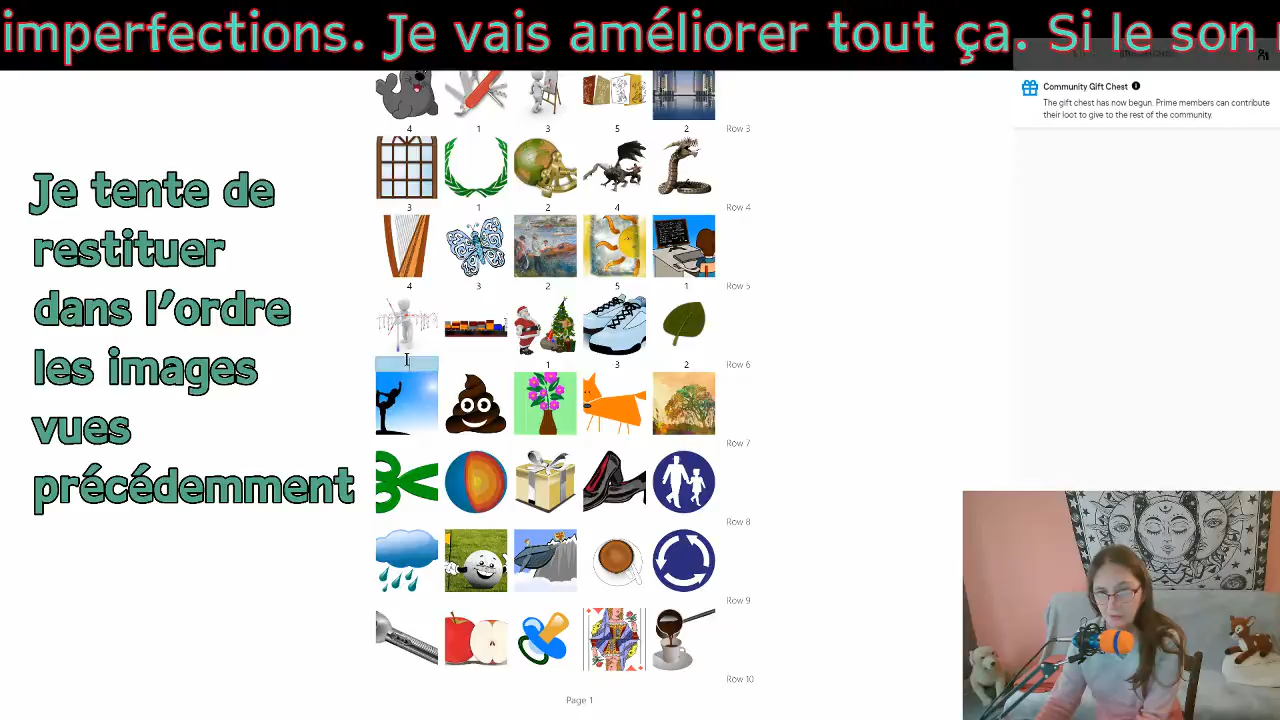 imperfections. Je vais améliorer tout ça. Si le son
Community Gift Chest
The gift chest has now begun. Prime members can contribute
their loot to give to the rest of the community.
Je tente de
restituer
dans l'ordre
les images
vues
précédemment
4 1 3 5 2 Row 3
3 1 2 4 Row 4
4 3 2 5 1 Row 5
1 3 2 Row 6
Row 7
Row 8
Row 9
Row 10
Page 1